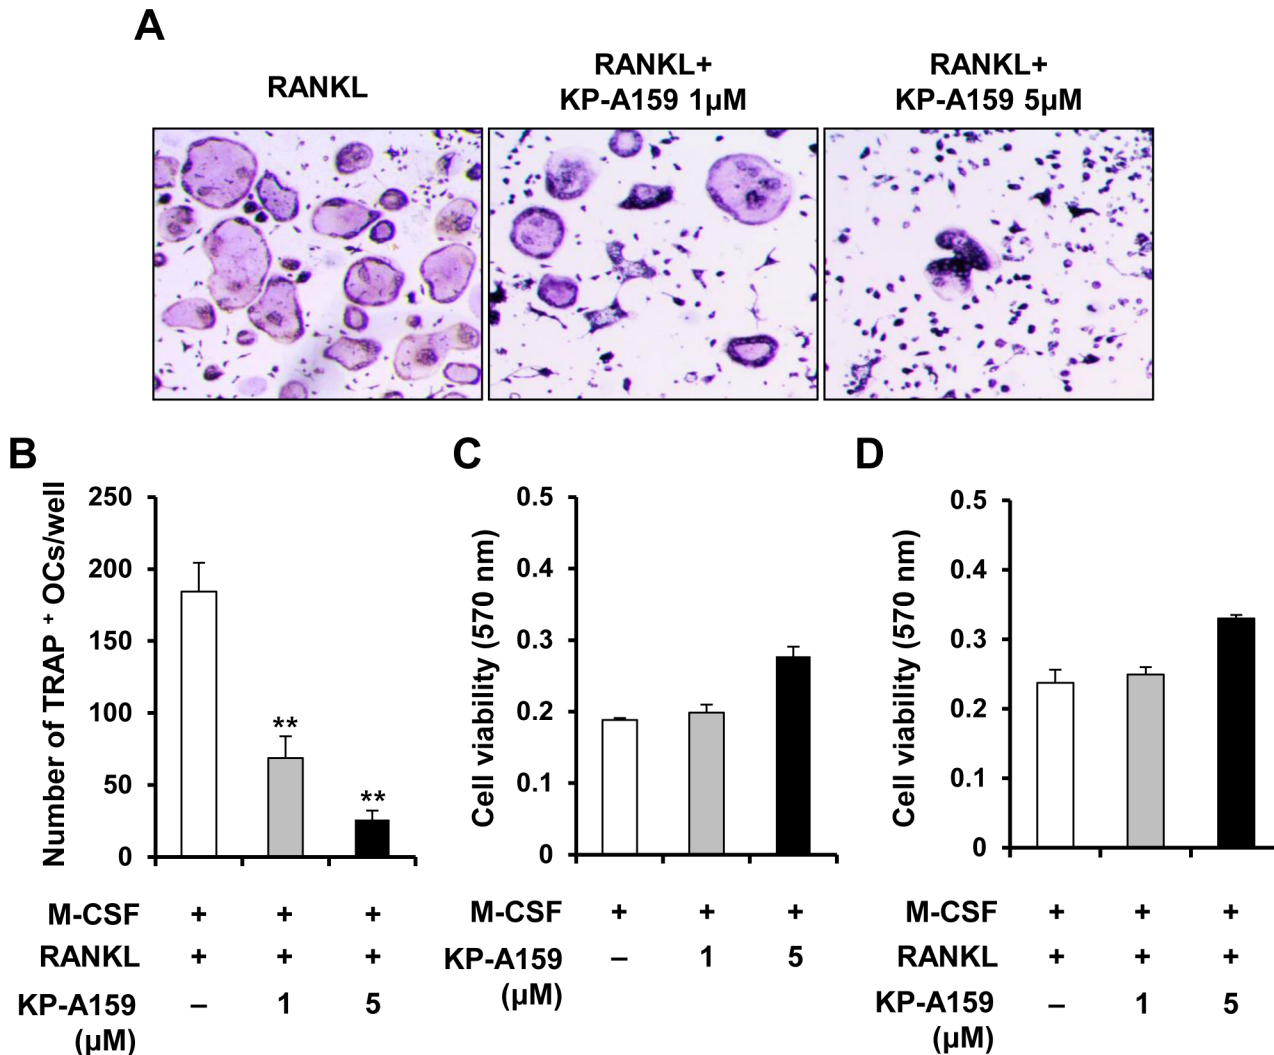 A
RANKL
RANKL+
KP-A159 1µM
RANKL+
KP-A159 5µM
B
Number of TRAP + OCs/well
250
200
150
100
50
0
**
**
M-CSF + + +
RANKL + + +
KP-A159 – 1 5
(µM)
C
Cell viability (570 nm)
0.5
0.4
0.3
0.2
0.1
0
M-CSF + + +
KP-A159 – 1 5
(µM)
D
Cell viability (570 nm)
0.5
0.4
0.3
0.2
0.1
0
M-CSF + + +
RANKL + + +
KP-A159 – 1 5
(µM)